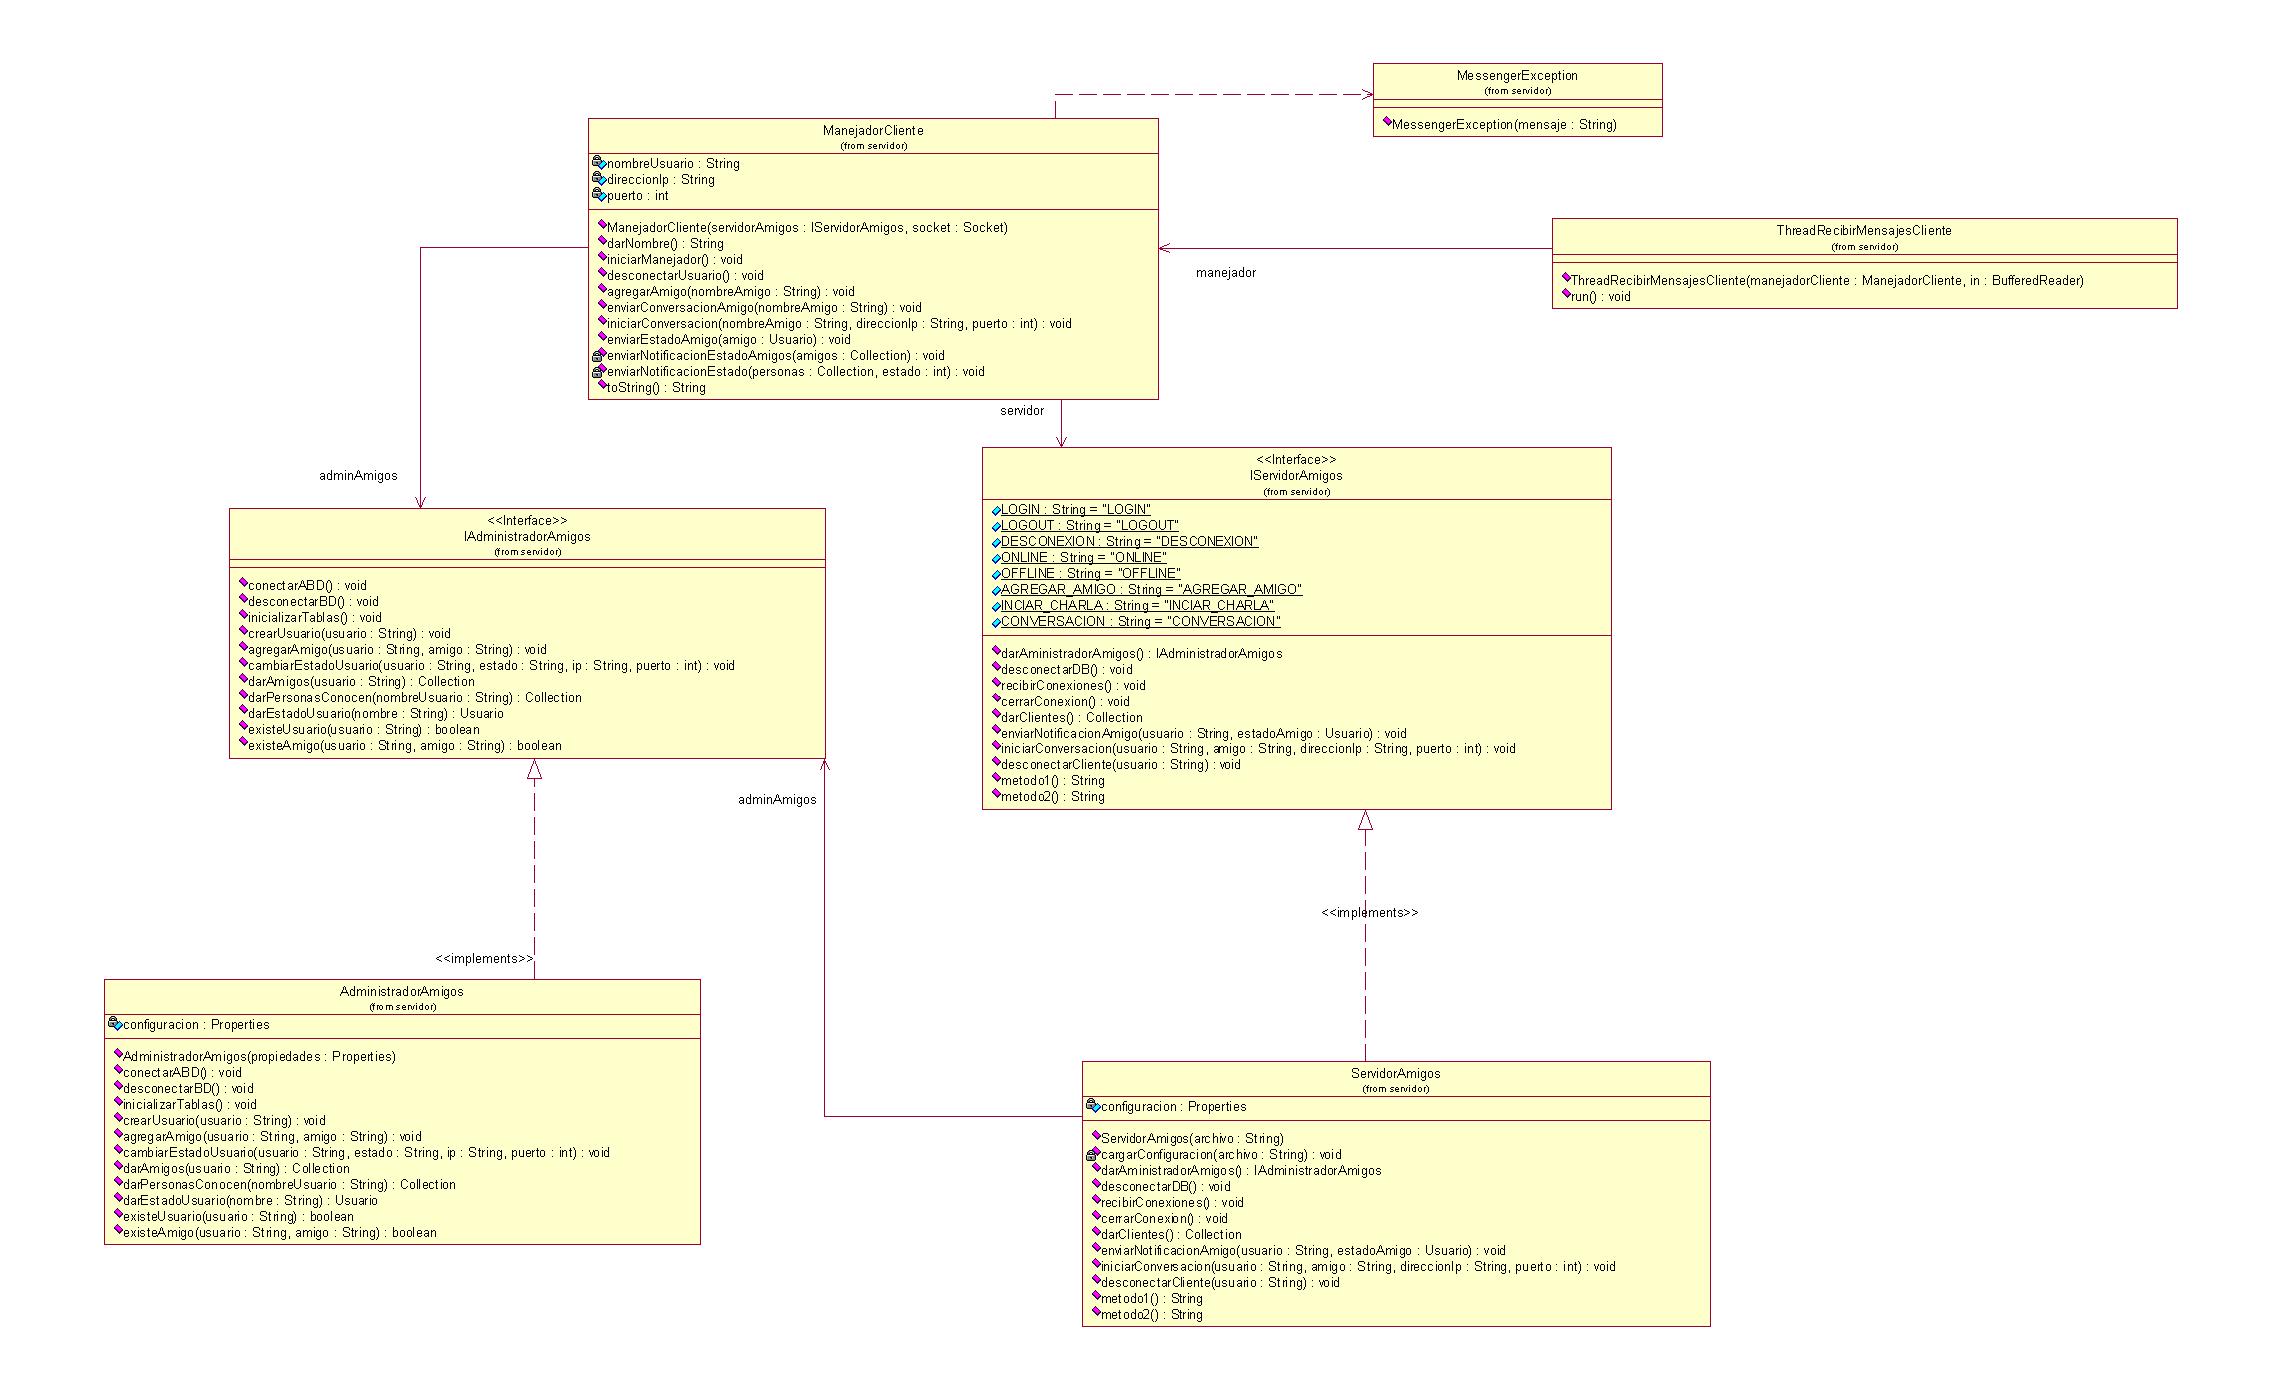 MessengerException
(from servidor)
MessengerException(mensaje : String)
ManejadorCliente
(from servidor)
nombreUsuario : String
direccionIp : String
puerto : int
ManejadorCliente(servidorAmigos : IServidorAmigos, socket : Socket)
darNombre() : String
iniciarManejador() : void
desconectarUsuario() : void
agregarAmigo(nombreAmigo : String) : void
enviarConversacionAmigo(nombreAmigo : String) : void
iniciarConversacion(nombreAmigo : String, direccionIp : String, puerto : int) : void
enviarEstadoAmigo(amigo : Usuario) : void
enviarNotificacionEstadoAmigos(amigos : Collection) : void
enviarNotificacionEstado(personas : Collection, estado : int) : void
toString() : String
manejador
ThreadRecibirMensajesCliente
(from servidor)
ThreadRecibirMensajesCliente(manejadorCliente : ManejadorCliente, in : BufferedReader)
run() : void
servidor
adminAmigos
<<Interface>>
IServidorAmigos
(from servidor)
LOGIN : String = "LOGIN"
LOGOUT : String = "LOGOUT"
DESCONEXION : String = "DESCONEXION"
ONLINE : String = "ONLINE"
OFFLINE : String = "OFFLINE"
AGREGAR_AMIGO : String = "AGREGAR_AMIGO"
INCIAR_CHARLA : String = "INCIAR_CHARLA"
CONVERSACION : String = "CONVERSACION"
darAministradorAmigos() : IAdministradorAmigos
desconectarDB() : void
recibirConexiones() : void
cerrarConexion() : void
darClientes() : Collection
enviarNotificacionAmigo(usuario : String, estadoAmigo : Usuario) : void
iniciarConversacion(usuario : String, amigo : String, direccionIp : String, puerto : int) : void
desconectarCliente(usuario : String) : void
metodo1() : String
metodo2() : String
<<Interface>>
IAdministradorAmigos
(from servidor)
conectarABD() : void
desconectarBD() : void
inicializarTablas() : void
crearUsuario(usuario : String) : void
agregarAmigo(usuario : String, amigo : String) : void
cambiarEstadoUsuario(usuario : String, estado : String, ip : String, puerto : int) : void
darAmigos(usuario : String) : Collection
darPersonasConocen(nombreUsuario : String) : Collection
darEstadoUsuario(nombre : String) : Usuario
existeUsuario(usuario : String) : boolean
existeAmigo(usuario : String, amigo : String) : boolean
adminAmigos
<<implements>>
<<implements>>
AdministradorAmigos
(from servidor)
configuracion : Properties
AdministradorAmigos(propiedades : Properties)
conectarABD() : void
desconectarBD() : void
inicializarTablas() : void
crearUsuario(usuario : String) : void
agregarAmigo(usuario : String, amigo : String) : void
cambiarEstadoUsuario(usuario : String, estado : String, ip : String, puerto : int) : void
darAmigos(usuario : String) : Collection
darPersonasConocen(nombreUsuario : String) : Collection
darEstadoUsuario(nombre : String) : Usuario
existeUsuario(usuario : String) : boolean
existeAmigo(usuario : String, amigo : String) : boolean
ServidorAmigos
(from servidor)
configuracion : Properties
ServidorAmigos(archivo : String)
cargarConfiguracion(archivo : String) : void
darAministradorAmigos() : IAdministradorAmigos
desconectarDB() : void
recibirConexiones() : void
cerrarConexion() : void
darClientes() : Collection
enviarNotificacionAmigo(usuario : String, estadoAmigo : Usuario) : void
iniciarConversacion(usuario : String, amigo : String, direccionIp : String, puerto : int) : void
desconectarCliente(usuario : String) : void
metodo1() : String
metodo2() : String